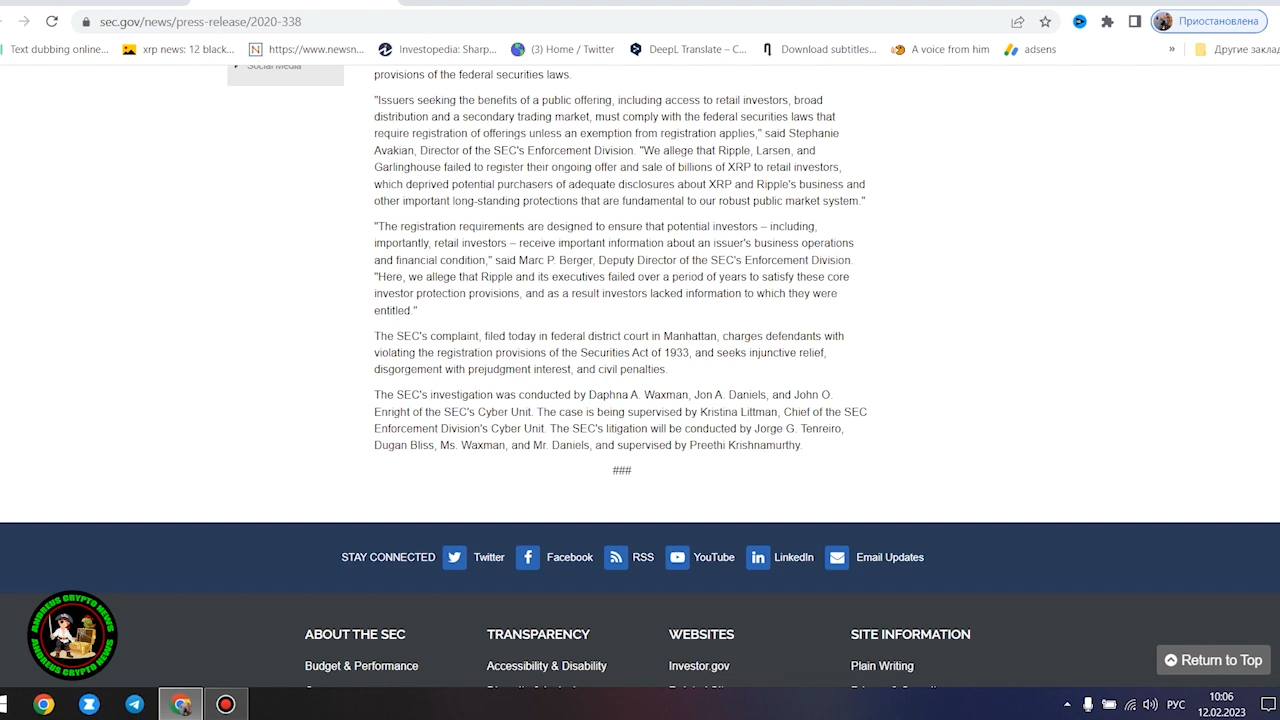 sec.gov/news/press-release/2020-338
Приостановлена
Text dubbing online...
xrp news: 12 black...
https://www.newsn...
Investopedia: Sharp...
(3) Home / Twitter
DeepL Translate – C...
Download subtitles...
A voice from him
adsens
»
Другие заклад
Social Media
provisions of the federal securities laws.
"Issuers seeking the benefits of a public offering, including access to retail investors, broad
distribution and a secondary trading market, must comply with the federal securities laws that
require registration of offerings unless an exemption from registration applies," said Stephanie
Avakian, Director of the SEC's Enforcement Division. "We allege that Ripple, Larsen, and
Garlinghouse failed to register their ongoing offer and sale of billions of XRP to retail investors,
which deprived potential purchasers of adequate disclosures about XRP and Ripple's business and
other important long-standing protections that are fundamental to our robust public market system."
"The registration requirements are designed to ensure that potential investors – including,
importantly, retail investors – receive important information about an issuer's business operations
and financial condition," said Marc P. Berger, Deputy Director of the SEC's Enforcement Division.
"Here, we allege that Ripple and its executives failed over a period of years to satisfy these core
investor protection provisions, and as a result investors lacked information to which they were
entitled."
The SEC's complaint, filed today in federal district court in Manhattan, charges defendants with
violating the registration provisions of the Securities Act of 1933, and seeks injunctive relief,
disgorgement with prejudgment interest, and civil penalties.
The SEC's investigation was conducted by Daphna A. Waxman, Jon A. Daniels, and John O.
Enright of the SEC's Cyber Unit. The case is being supervised by Kristina Littman, Chief of the SEC
Enforcement Division's Cyber Unit. The SEC's litigation will be conducted by Jorge G. Tenreiro,
Dugan Bliss, Ms. Waxman, and Mr. Daniels, and supervised by Preethi Krishnamurthy.
###
STAY CONNECTED
Twitter
Facebook
RSS
YouTube
LinkedIn
Email Updates
ANDREUS CRYPTO NEWS
ANDREUS CRYPTO NEWS
ABOUT THE SEC
TRANSPARENCY
WEBSITES
SITE INFORMATION
Budget & Performance
Accessibility & Disability
Investor.gov
Plain Writing
Return to Top
РУС
10:06
12.02.2023